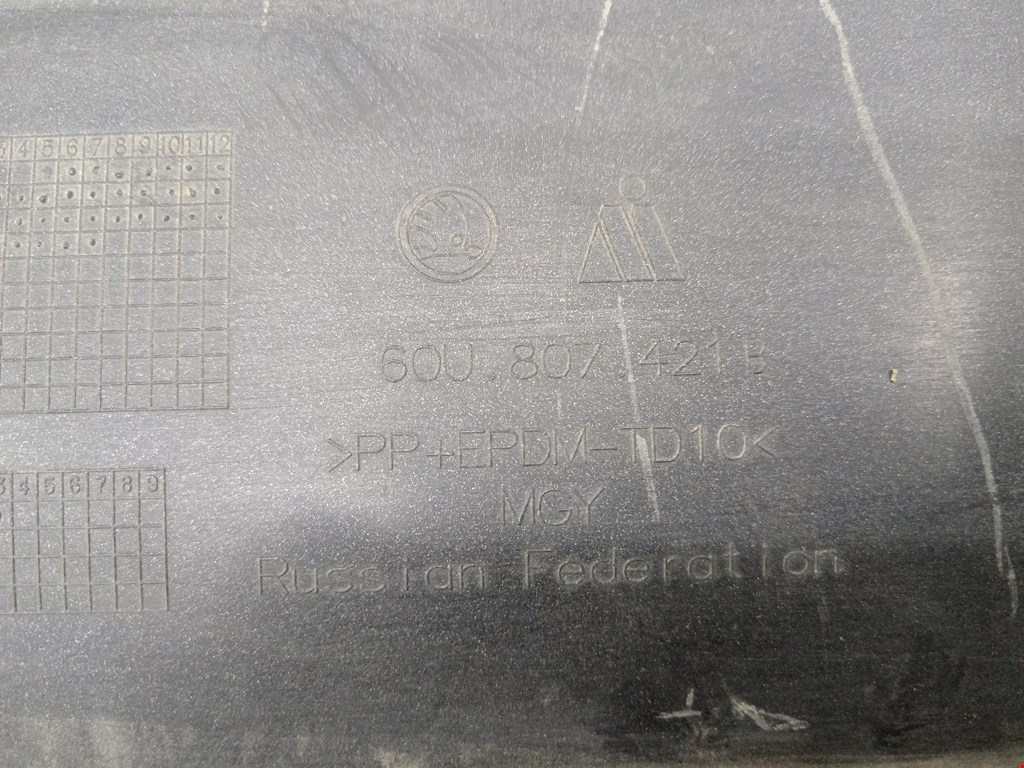 3 4 5 6 7 8 9 10 11 12
60U.807.421 B
>PP+EPDM-TD10<
3 4 5 6 7 8 9
MGY
Russian Federation